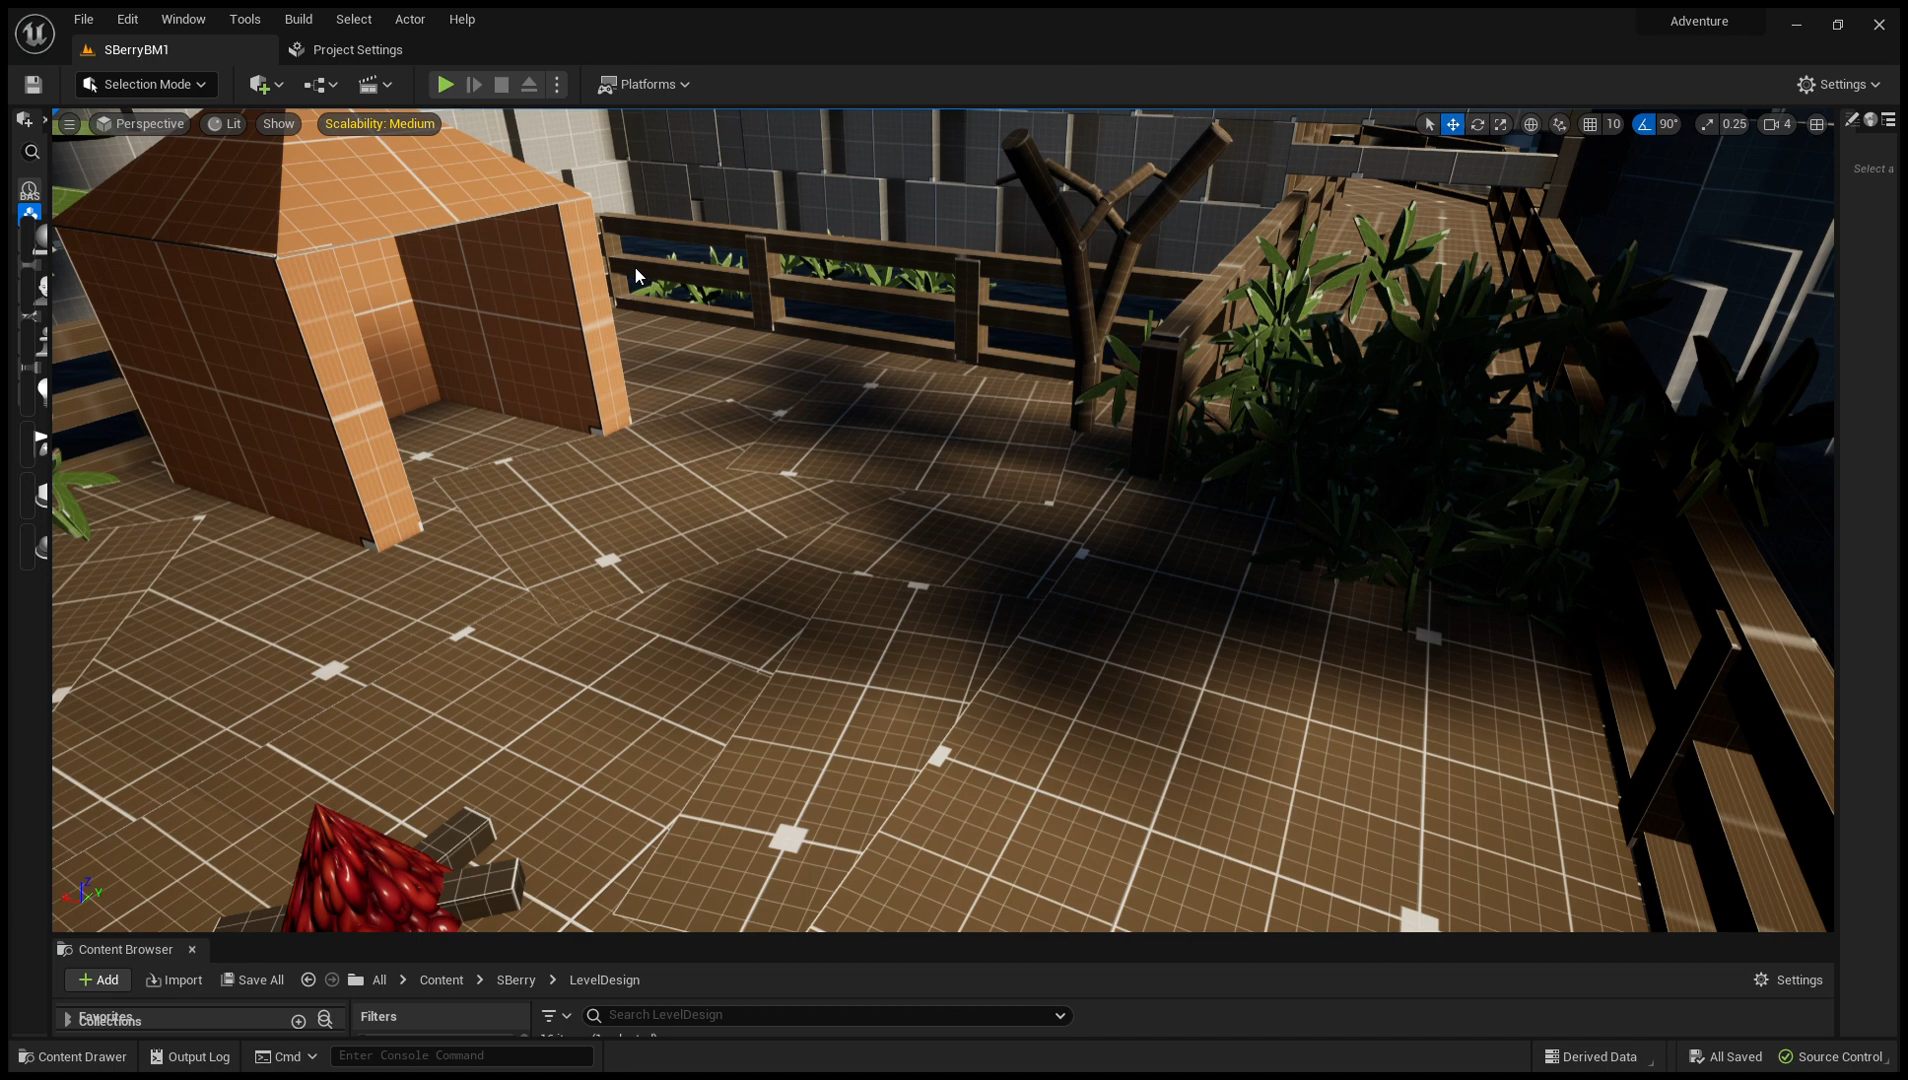 File Edit Window Tools Build Select Actor Help
Adventure
SBerryBM1
Project Settings
Selection Mode
Platforms
Settings
Perspective
Lit
Show
Scalability: Medium
10
90°
0.25
4
BAS
Select a
Content Browser
Add
Import
Save All
All
Content
SBerry
LevelDesign
Settings
Favorites
Collections
Filters
Search LevelDesign
Content Drawer
Output Log
Cmd
Enter Console Command
Derived Data
All Saved
Source Control
Z
Y